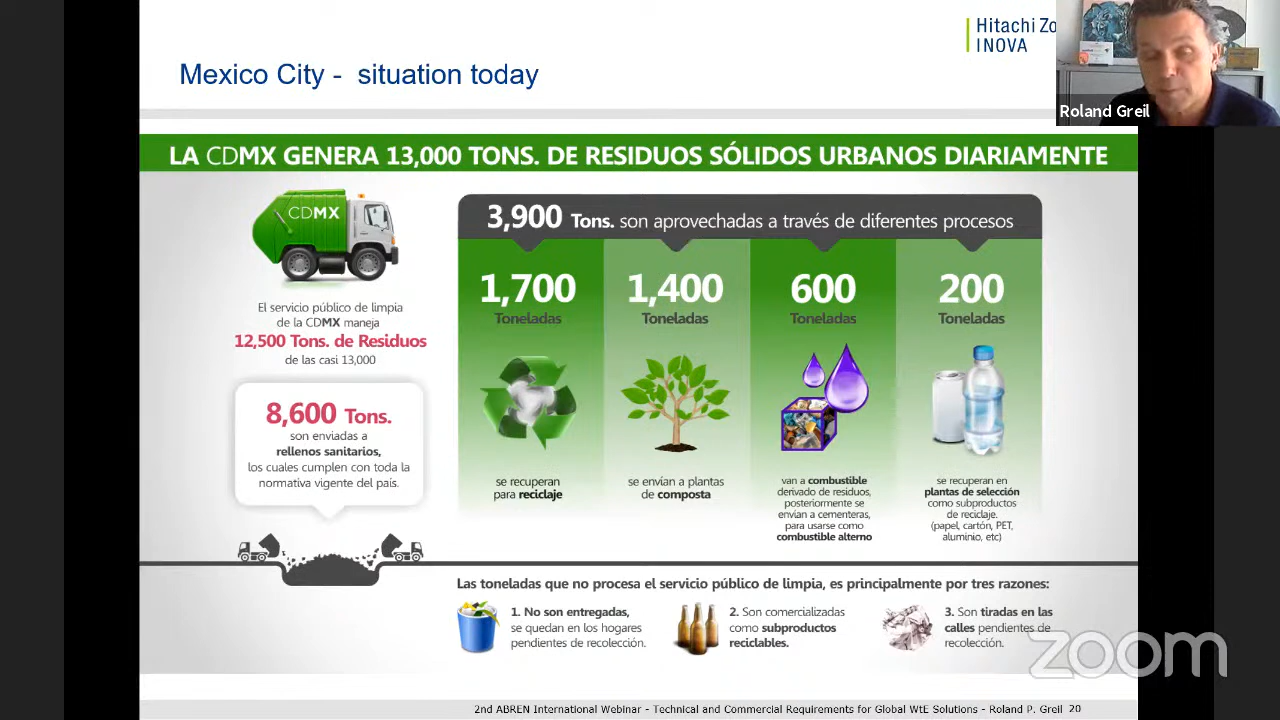 Hitachi Zo
INOVA
Mexico City - situation today
Roland Greil
LA CDMX GENERA 13,000 TONS. DE RESIDUOS SÓLIDOS URBANOS DIARIAMENTE
CDMX
El servicio público de limpia
de la CDMX maneja
12,500 Tons. de Residuos
de las casi 13,000
8,600 Tons.
son enviadas a
rellenos sanitarios,
los cuales cumplen con toda la
normativa vigente del país.
3,900 Tons. son aprovechadas a través de diferentes procesos
1,700
Toneladas
se recuperan
para reciclaje
1,400
Toneladas
se envian a plantas
de composta
600
Toneladas
van a combustible
derivado de residuos,
posteriormente se
envian a cementeras,
para usarse como
combustible alterno
200
Toneladas
se recuperan en
plantas de selección
como subproductos
de reciclaje.
(papel, cartón, PET,
aluminio, etc)
Las toneladas que no procesa el servicio público de limpia, es principalmente por tres razones:
1. No son entregadas,
se quedan en los hogares
pendientes de recolección.
2. Son comercializadas
como subproductos
reciclables.
3. Son tiradas en las
calles pendientes de
recolección.
zoom
2nd ABREN International Webinar - Technical and Commercial Requirements for Global WtE Solutions - Roland P. Greil 20